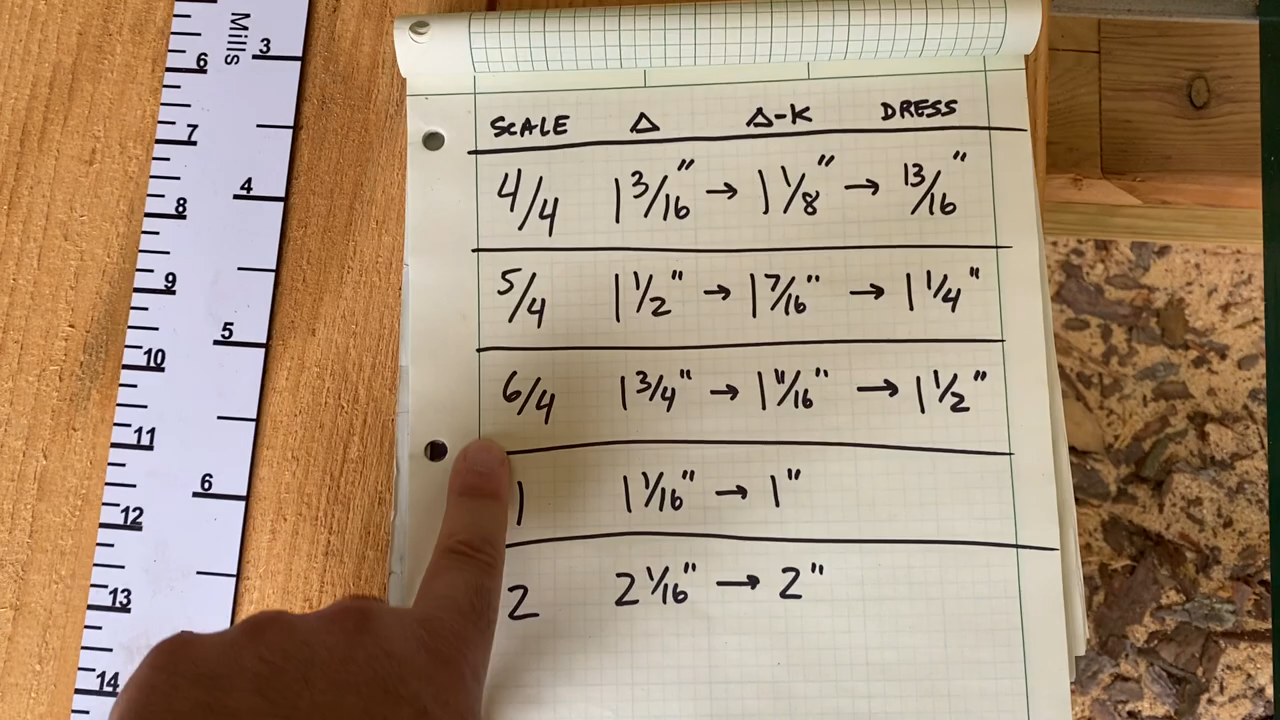 Mills
3
6
7
4
8
9
5
10
11
6
12
13
14
SCALE Δ Δ-K DRESS
4/4 1 3/16" → 1 1/8" → 13/16"
5/4 1 1/2" → 1 7/16" → 1 1/4"
6/4 1 3/4" → 1 11/16" → 1 1/2"
1 1 1/16" → 1"
2 2 1/16" → 2"